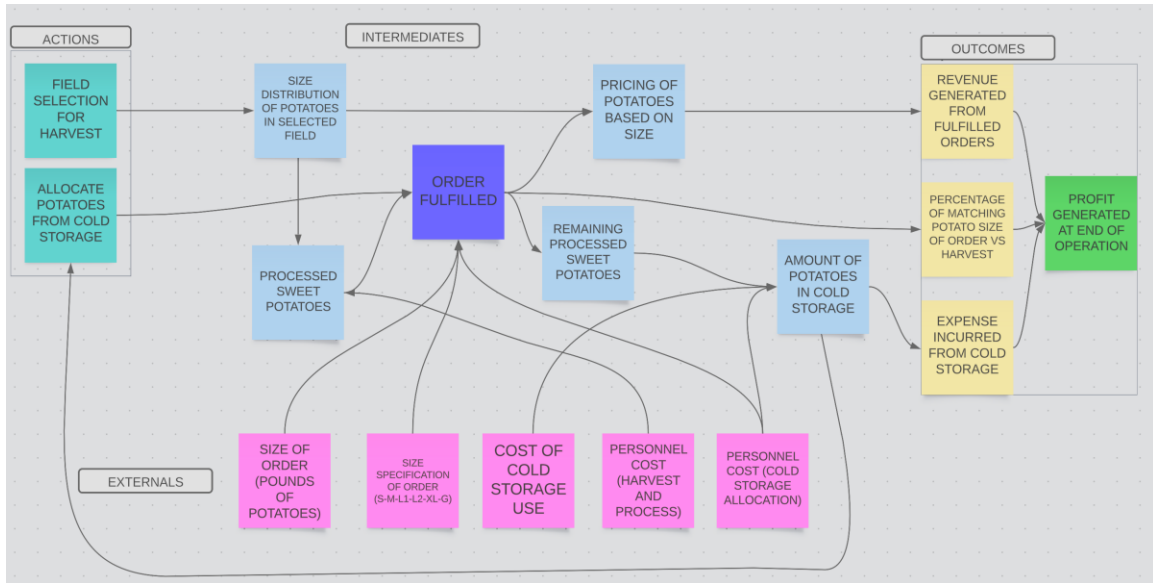 ACTIONS
INTERMEDIATES
OUTCOMES
FIELD
SELECTION
FOR
HARVEST
SIZE
DISTRIBUTION
OF POTATOES
IN SELECTED
FIELD
PRICING OF
POTATOES
BASED ON
SIZE
REVENUE
GENERATED
FROM
FULFILLED
ORDERS
ALLOCATE
POTATOES
FROM COLD
STORAGE
ORDER
FULFILLED
PERCENTAGE
OF MATCHING
POTATO SIZE
OF ORDER VS
HARVEST
PROFIT
GENERATED
AT END OF
OPERATION
PROCESSED
SWEET
POTATOES
REMAINING
PROCESSED
SWEET
POTATOES
AMOUNT OF
POTATOES
IN COLD
STORAGE
EXPENSE
INCURRED
FROM COLD
STORAGE
EXTERNALS
SIZE OF
ORDER
(POUNDS
OF
POTATOES)
SIZE
SPECIFICATION
OF ORDER
(S-M-L1-L2-XL-G)
COST OF
COLD
STORAGE
USE
PERSONNEL
COST
(HARVEST
AND
PROCESS)
PERSONNEL
COST (COLD
STORAGE
ALLOCATION)